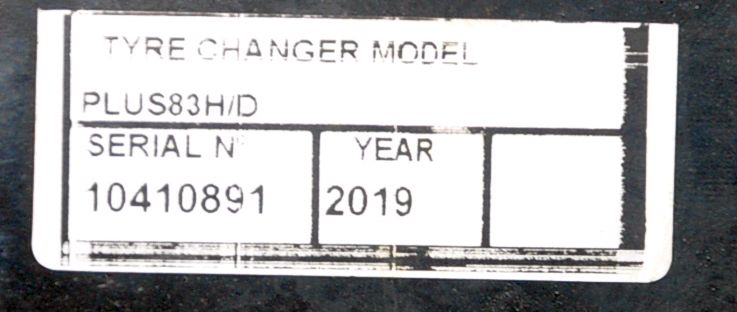 TYRE CHANGER MODEL
PLUS83H/D
SERIAL N° YEAR
10410891 2019